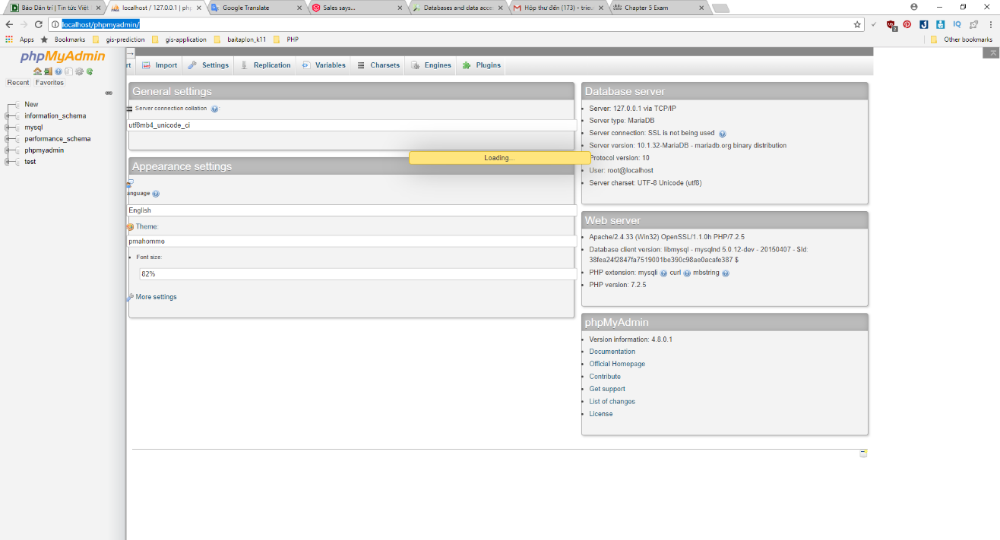 Báo Dân trí | Tin tức Việt
localhost / 127.0.0.1 | php
Google Translate
Sales says...
Databases and data acces
Hộp thư đến (173) - trieu
Chapter 5 Exam
localhost/phpmyadmin/
Apps
Bookmarks
gis-prediction
gis-application
baitaplon_k11
PHP
Other bookmarks
phpMyAdmin
Recent
Favorites
New
information_schema
mysql
performance_schema
phpmyadmin
test
rt
Import
Settings
Replication
Variables
Charsets
Engines
Plugins
General settings
Server connection collation :
utf8mb4_unicode_ci
Loading...
Appearance settings
anguage
English
Theme:
pmahomme
Font size:
82%
More settings
Database server
Server: 127.0.0.1 via TCP/IP
Server type: MariaDB
Server connection: SSL is not being used
Server version: 10.1.32-MariaDB - mariadb.org binary distribution
Protocol version: 10
User: root@localhost
Server charset: UTF-8 Unicode (utf8)
Web server
Apache/2.4.33 (Win32) OpenSSL/1.1.0h PHP/7.2.5
Database client version: libmysql - mysqlnd 5.0.12-dev - 20150407 - $Id:
38fea24f2847fa7519001be390c98ae0acafe387 $
PHP extension: mysqli curl mbstring
PHP version: 7.2.5
phpMyAdmin
Version information: 4.8.0.1
Documentation
Official Homepage
Contribute
Get support
List of changes
License